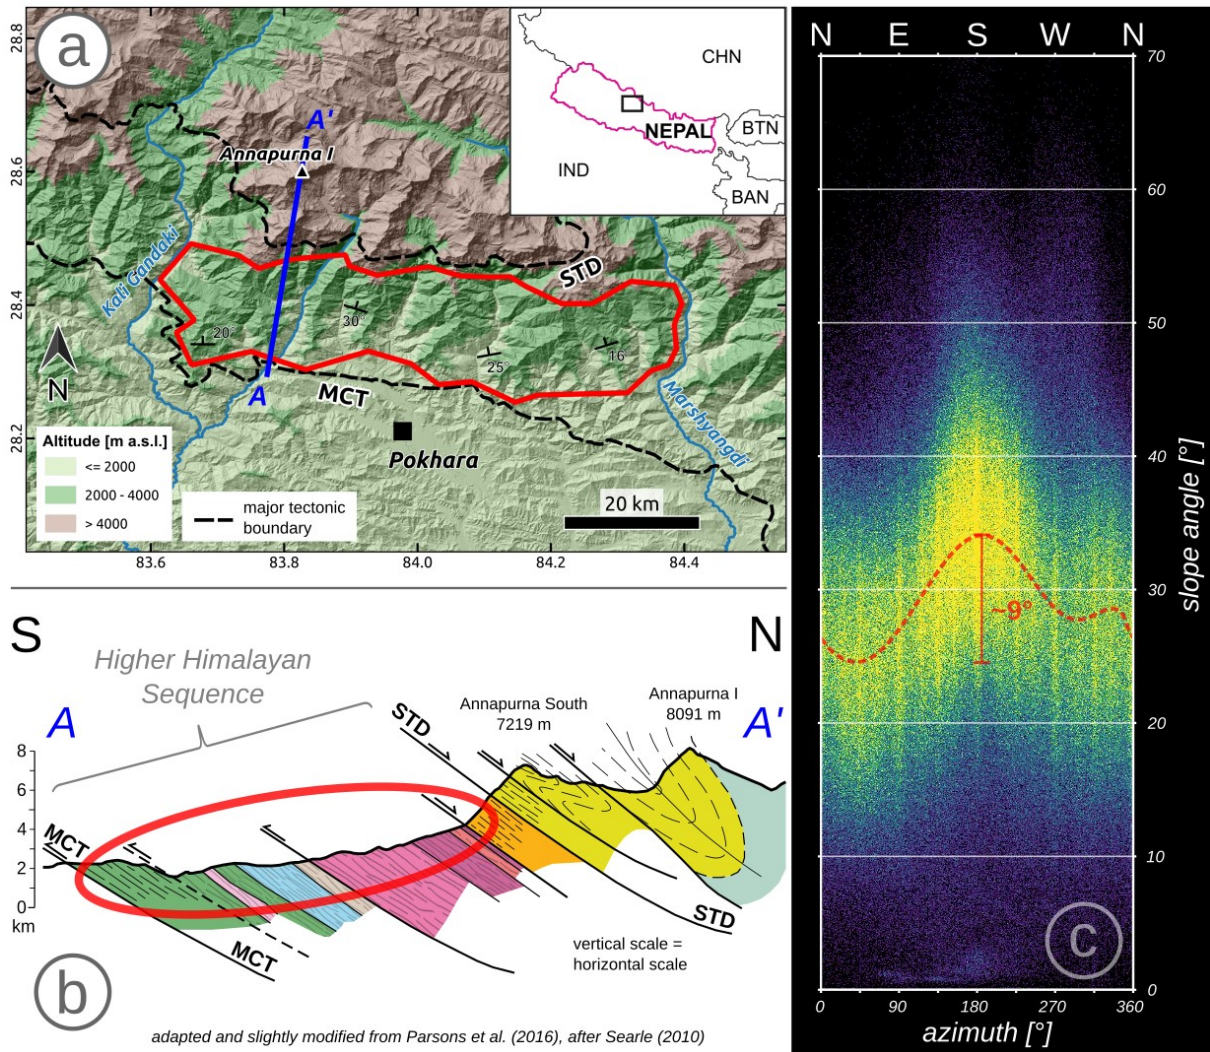 a
28.8
28.6
28.4
28.2
83.6
83.8
84.0
84.2
84.4
A'
Annapurna I
CHN
NEPAL
BTN
IND
BAN
Kali Gandaki
STD
20°
30°
25°
16
N
A
MCT
Marshyangdi
Pokhara
Altitude [m a.s.l.]
<= 2000
2000 - 4000
> 4000
major tectonic
boundary
20 km
S
N
Higher Himalayan
Sequence
A
A'
STD
Annapurna South
7219 m
Annapurna I
8091 m
8
6
4
2
0
km
MCT
MCT
STD
vertical scale =
horizontal scale
b
adapted and slightly modified from Parsons et al. (2016), after Searle (2010)
N E S W N
70
60
50
40
30
20
10
0
slope angle [°]
~9°
c
0 90 180 270 360
azimuth [°]